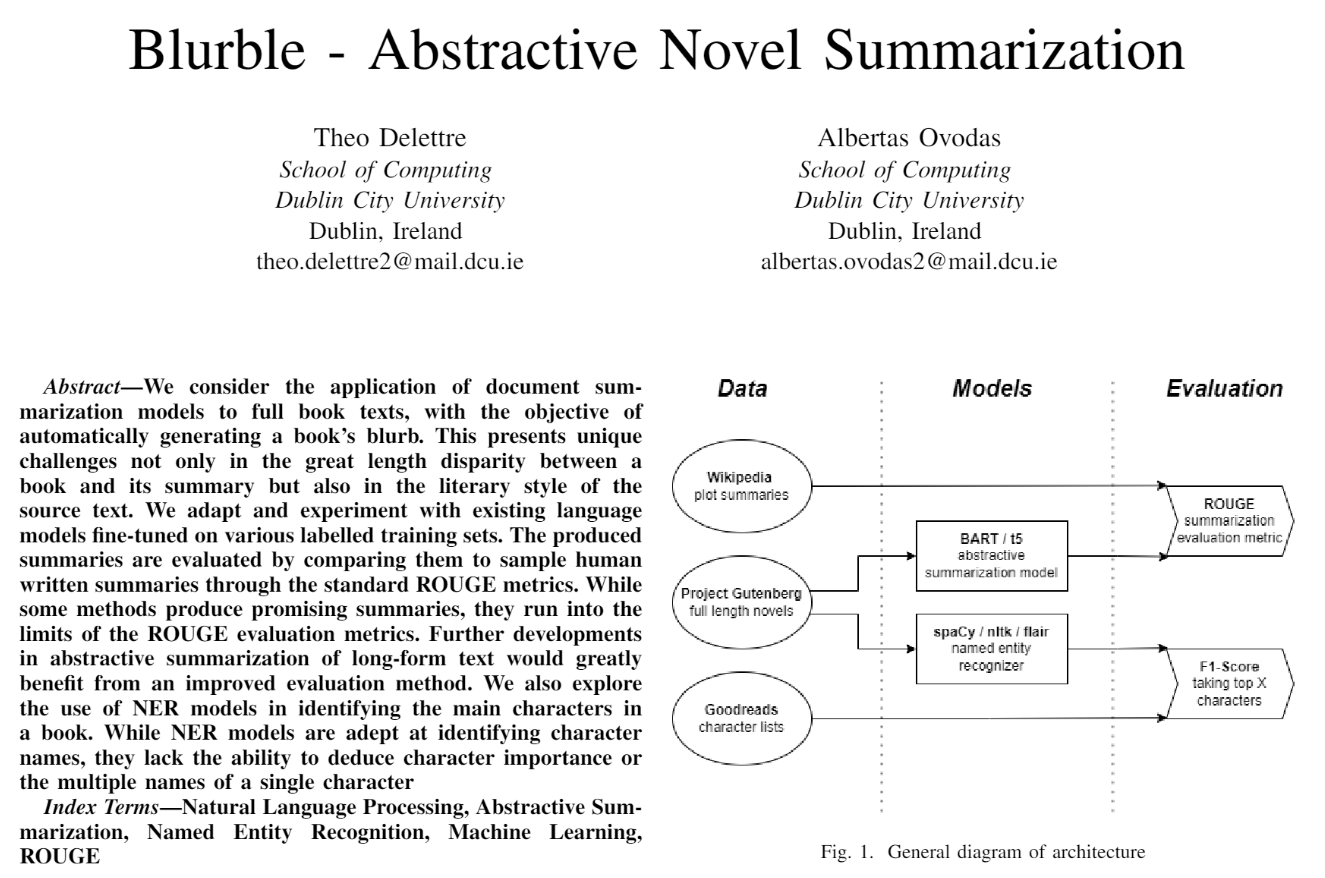 Blurble - Abstractive Novel Summarization
Theo Delettre
School of Computing
Dublin City University
Dublin, Ireland
theo.delettre2@mail.dcu.ie
Albertas Ovodas
School of Computing
Dublin City University
Dublin, Ireland
albertas.ovodas2@mail.dcu.ie
Abstract—We consider the application of document sum-
marization models to full book texts, with the objective of
automatically generating a book's blurb. This presents unique
challenges not only in the great length disparity between a
book and its summary but also in the literary style of the
source text. We adapt and experiment with existing language
models fine-tuned on various labelled training sets. The produced
summaries are evaluated by comparing them to sample human
written summaries through the standard ROUGE metrics. While
some methods produce promising summaries, they run into the
limits of the ROUGE evaluation metrics. Further developments
in abstractive summarization of long-form text would greatly
benefit from an improved evaluation method. We also explore
the use of NER models in identifying the main characters in
a book. While NER models are adept at identifying character
names, they lack the ability to deduce character importance or
the multiple names of a single character
Index Terms—Natural Language Processing, Abstractive Sum-
marization, Named Entity Recognition, Machine Learning,
ROUGE
Data
Models
Evaluation
Wikipedia
plot summaries
Project Gutenberg
full length novels
Goodreads
character lists
BART / t5
abstractive
summarization model
spaCy / nltk / flair
named entity
recognizer
ROUGE
summarization
evaluation metric
F1-Score
taking top X
characters
Fig. 1. General diagram of architecture